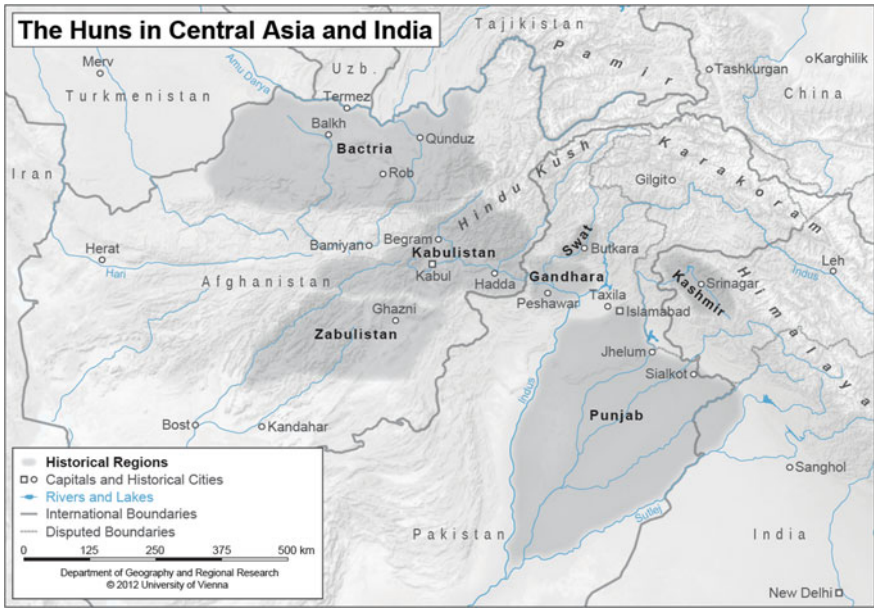 The Huns in Central Asia and India
Tajikistan
Merv
Amu Darya
Uzb.
Pamir
Tashkurgan
Karghilik
Turkmenistan
China
Termez
Balkh
Qunduz
Bactria
Iran
Rob
Hindu Kush
Karakoram
Gilgit
Herat
Hari
Bamiyan
Begram
Kabulistan
Swat
Butkara
Leh
Indus
Afghanistan
Kabul
Hadda
Gandhara
Kashmir
Srinagar
Himalaya
Peshawar
Taxila
Islamabad
Ghazni
Zabulistan
Jhelum
Sialkot
Indus
Punjab
Bost
Kandahar
Sanghol
Sutlej
Pakistan
India
New Delhi
Historical Regions
Capitals and Historical Cities
Rivers and Lakes
International Boundaries
Disputed Boundaries
0 125 250 375 500 km
Department of Geography and Regional Research
© 2012 University of Vienna